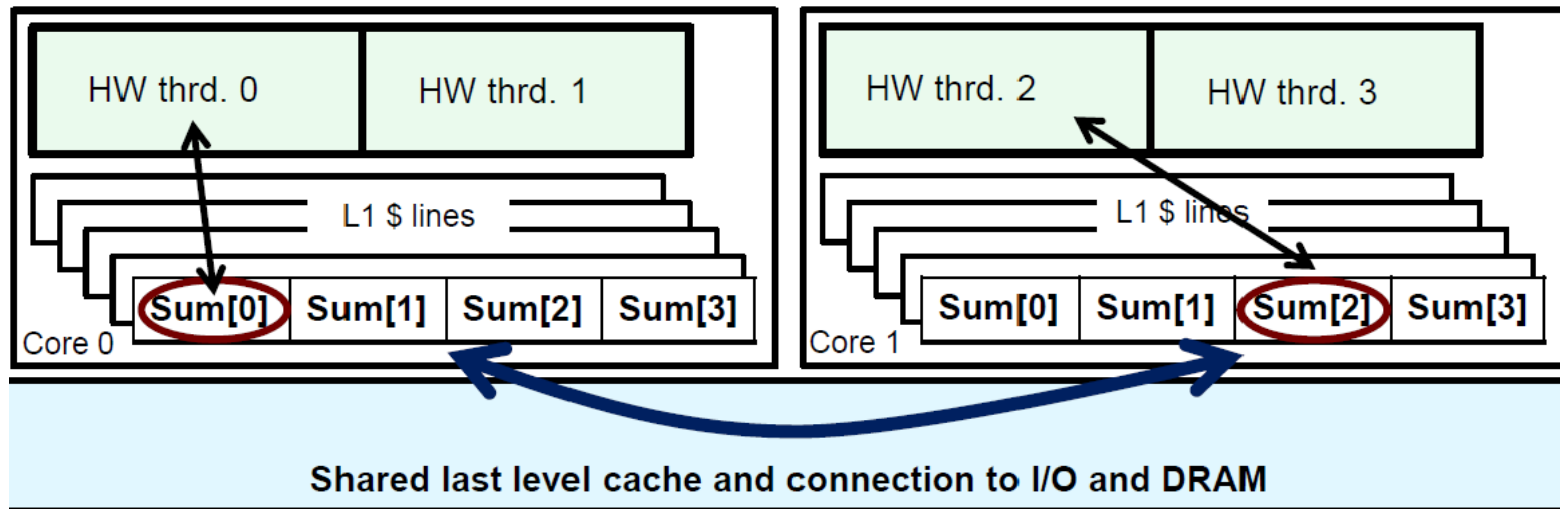 HW thrd. 0 HW thrd. 1
L1 $ lines
Sum[0] Sum[1] Sum[2] Sum[3]
Core 0
HW thrd. 2 HW thrd. 3
L1 $ lines
Sum[0] Sum[1] Sum[2] Sum[3]
Core 1
Shared last level cache and connection to I/O and DRAM